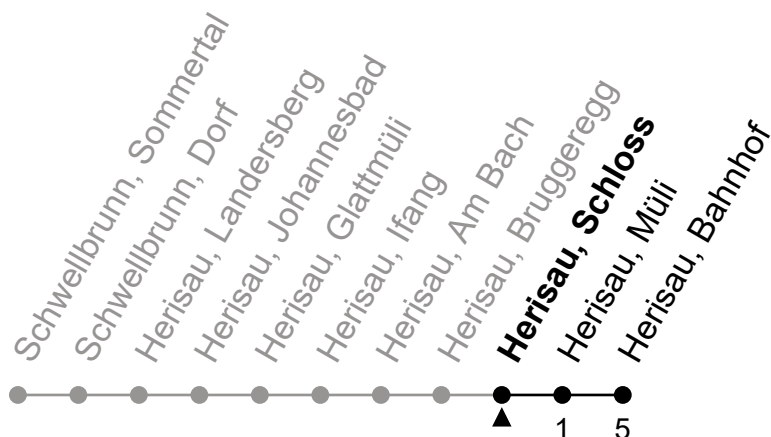 Schwellbrunn, Sommertal
Schwellbrunn, Dorf
Herisau, Landersberg
Herisau, Johannesbad
Herisau, Glattmüli
Herisau, Ifang
Herisau, Am Bach
Herisau, Bruggeregg
Herisau, Schloss
Herisau, Müli
Herisau, Bahnhof
1 5